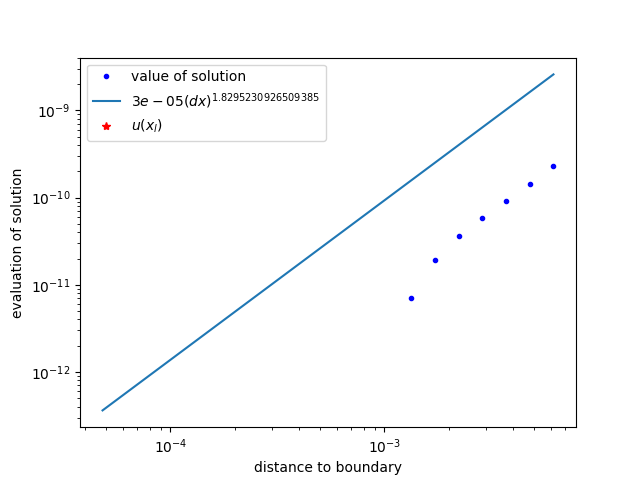 value of solution
3e − 05(dx)^1.8295230926509385
u(x_l)
10^−9
10^−10
10^−11
10^−12
evaluation of solution
10^−4
10^−3
distance to boundary